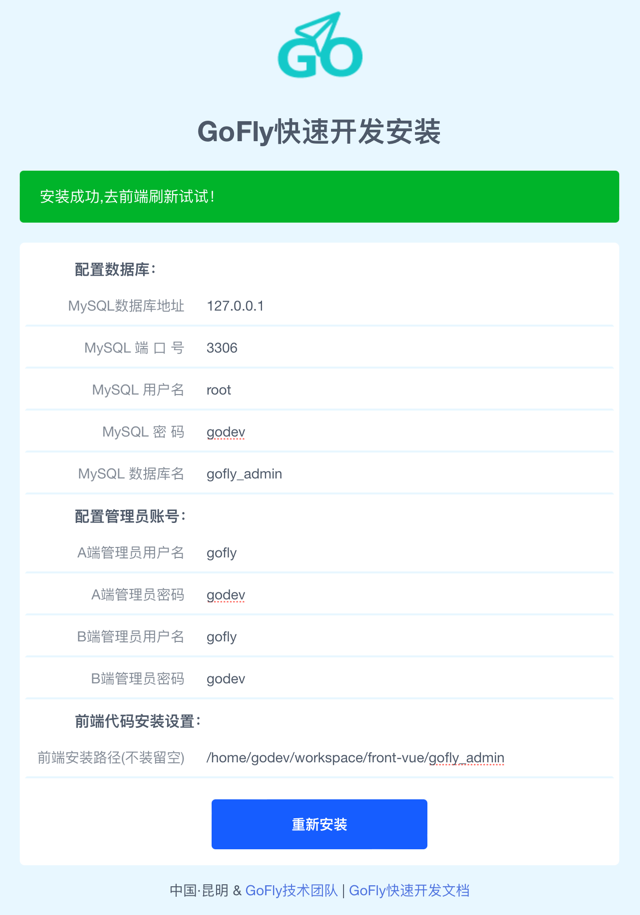 GO
GoFly快速开发安装
安装成功,去前端刷新试试！
配置数据库：
MySQL数据库地址 127.0.0.1
MySQL 端 口 号 3306
MySQL 用户名 root
MySQL 密 码 godev
MySQL 数据库名 gofly_admin
配置管理员账号：
A端管理员用户名 gofly
A端管理员密码 godev
B端管理员用户名 gofly
B端管理员密码 godev
前端代码安装设置：
前端安装路径(不装留空) /home/godev/workspace/front-vue/gofly_admin
重新安装
中国·昆明 & GoFly技术团队 | GoFly快速开发文档